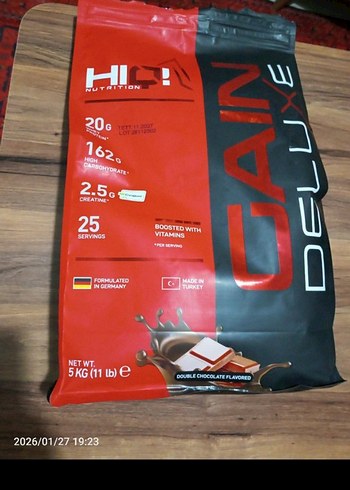 HIQ!
NUTRITION
20G
PROTEIN*
162G
HIGH
CARBOHYDRATE*
2.5G
CREATINE*
25
SERVINGS
BOOSTED WITH
VITAMINS
*PER SERVING
FORMULATED
IN GERMANY
MADE IN
TURKEY
GAIN
DELUXE
NET WT.
5 KG (11 lb) ℮
DOUBLE CHOCOLATE FLAVORED
2026/01/27 19:23